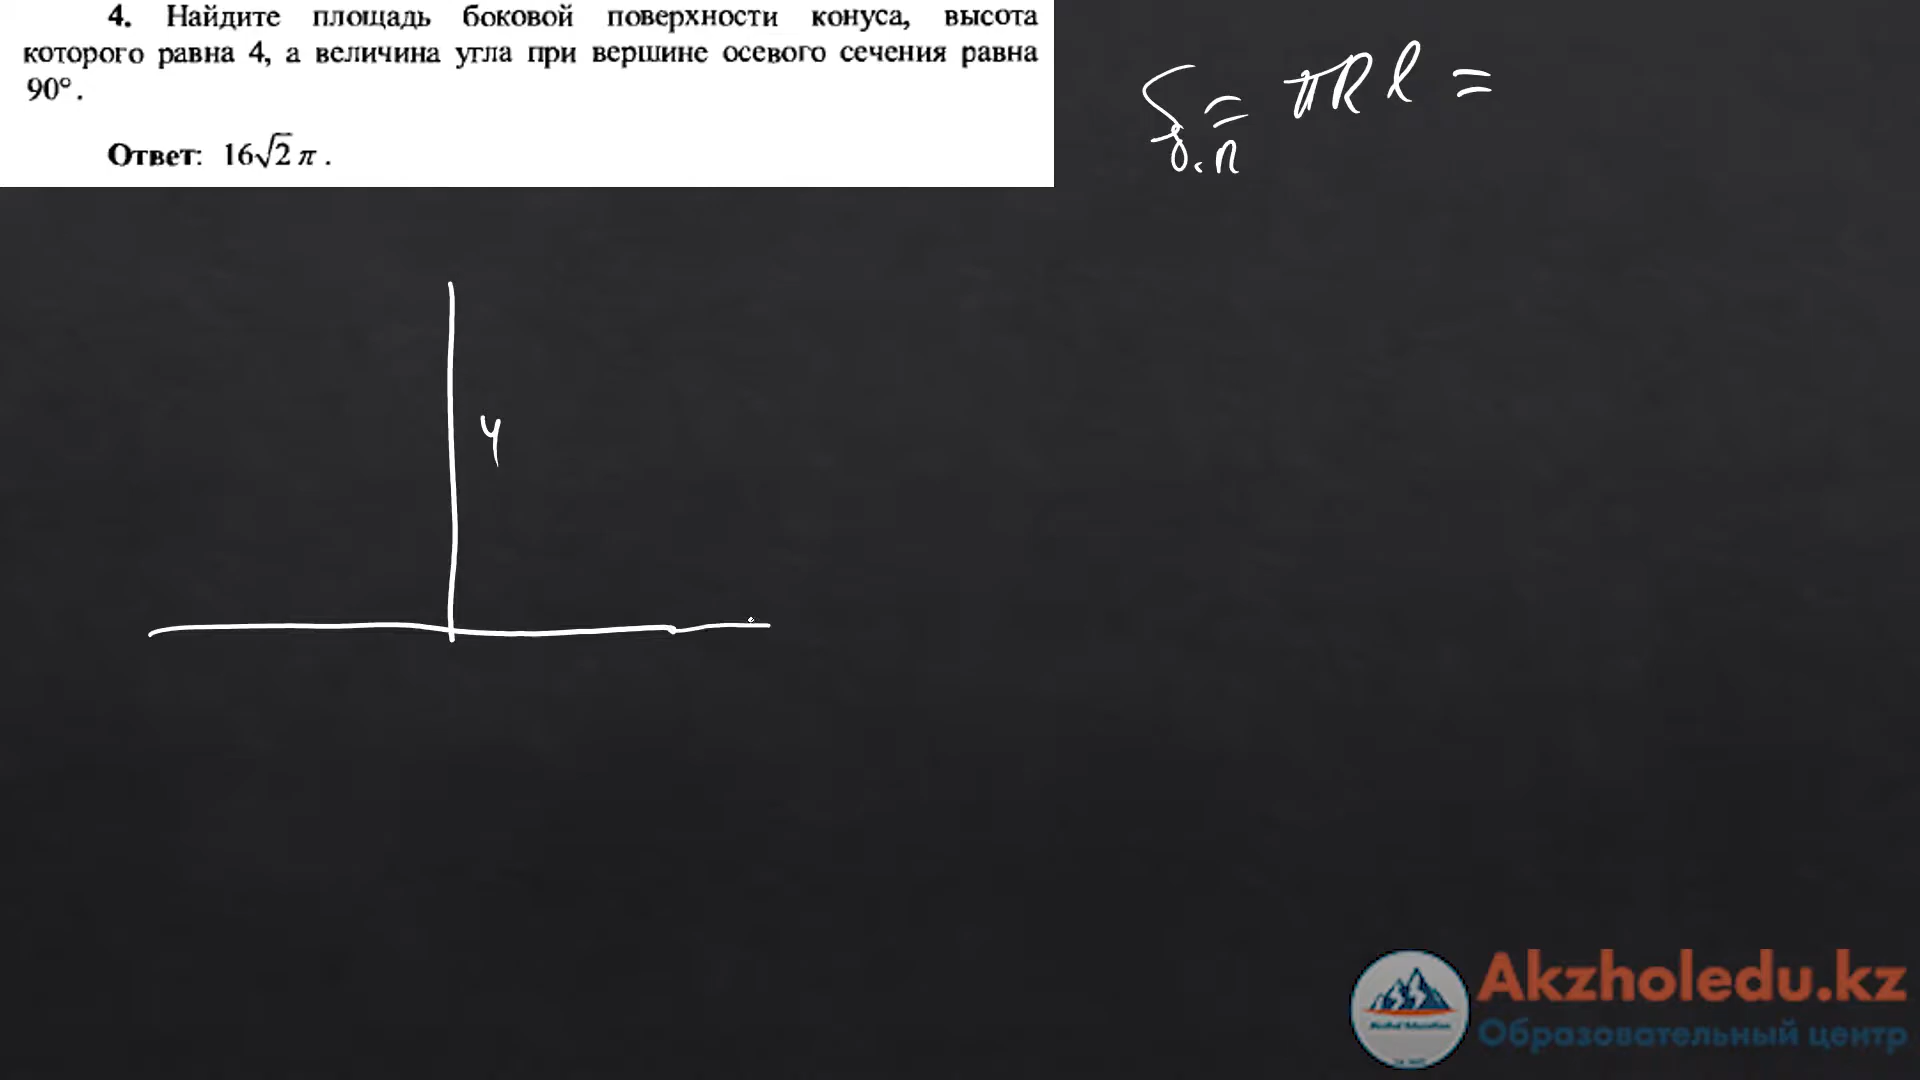 4. Найдите площадь боковой поверхности конуса, высота
которого равна 4, а величина угла при вершине осевого сечения равна
90°.
Ответ: 16√2 π.
S б.п = πRl =
4
Akzholedu.kz
Образовательный центр